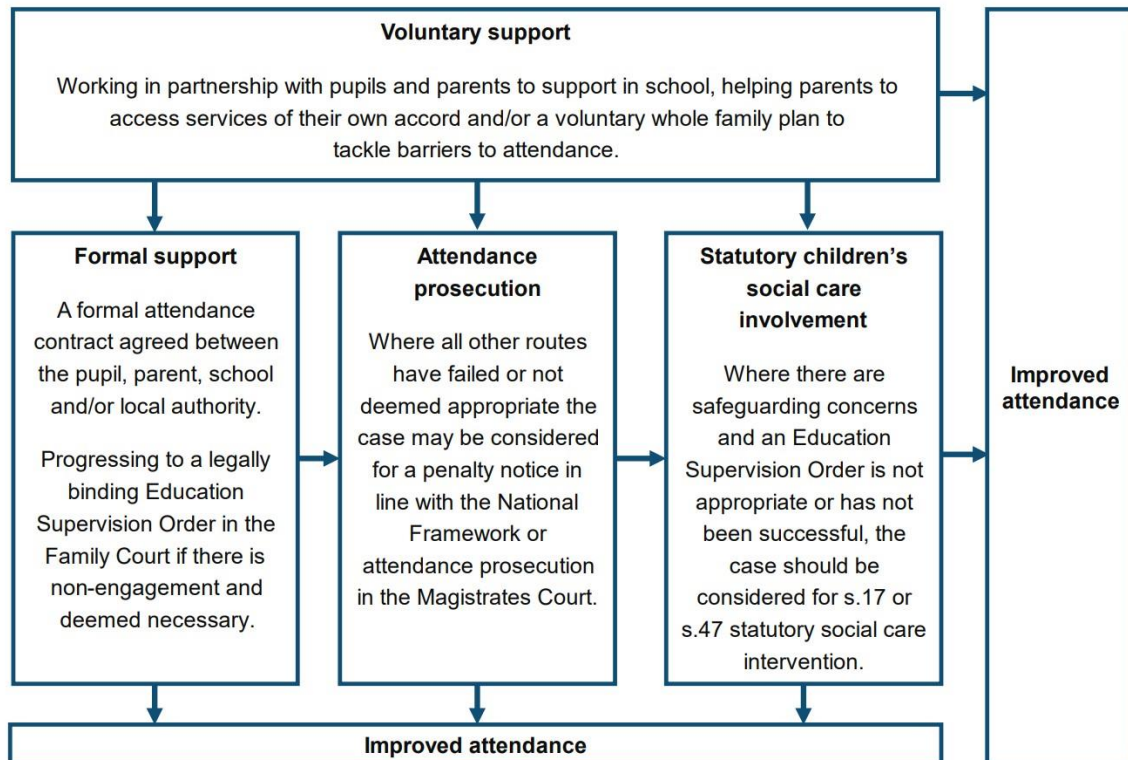 Voluntary support
Working in partnership with pupils and parents to support in school, helping parents to
access services of their own accord and/or a voluntary whole family plan to
tackle barriers to attendance.
Formal support
A formal attendance
contract agreed between
the pupil, parent, school
and/or local authority.
Progressing to a legally
binding Education
Supervision Order in the
Family Court if there is
non-engagement and
deemed necessary.
Attendance
prosecution
Where all other routes
have failed or not
deemed appropriate the
case may be considered
for a penalty notice in
line with the National
Framework or
attendance prosecution
in the Magistrates Court.
Statutory children’s
social care
involvement
Where there are
safeguarding concerns
and an Education
Supervision Order is not
appropriate or has not
been successful, the
case should be
considered for s.17 or
s.47 statutory social care
intervention.
Improved
attendance
Improved attendance